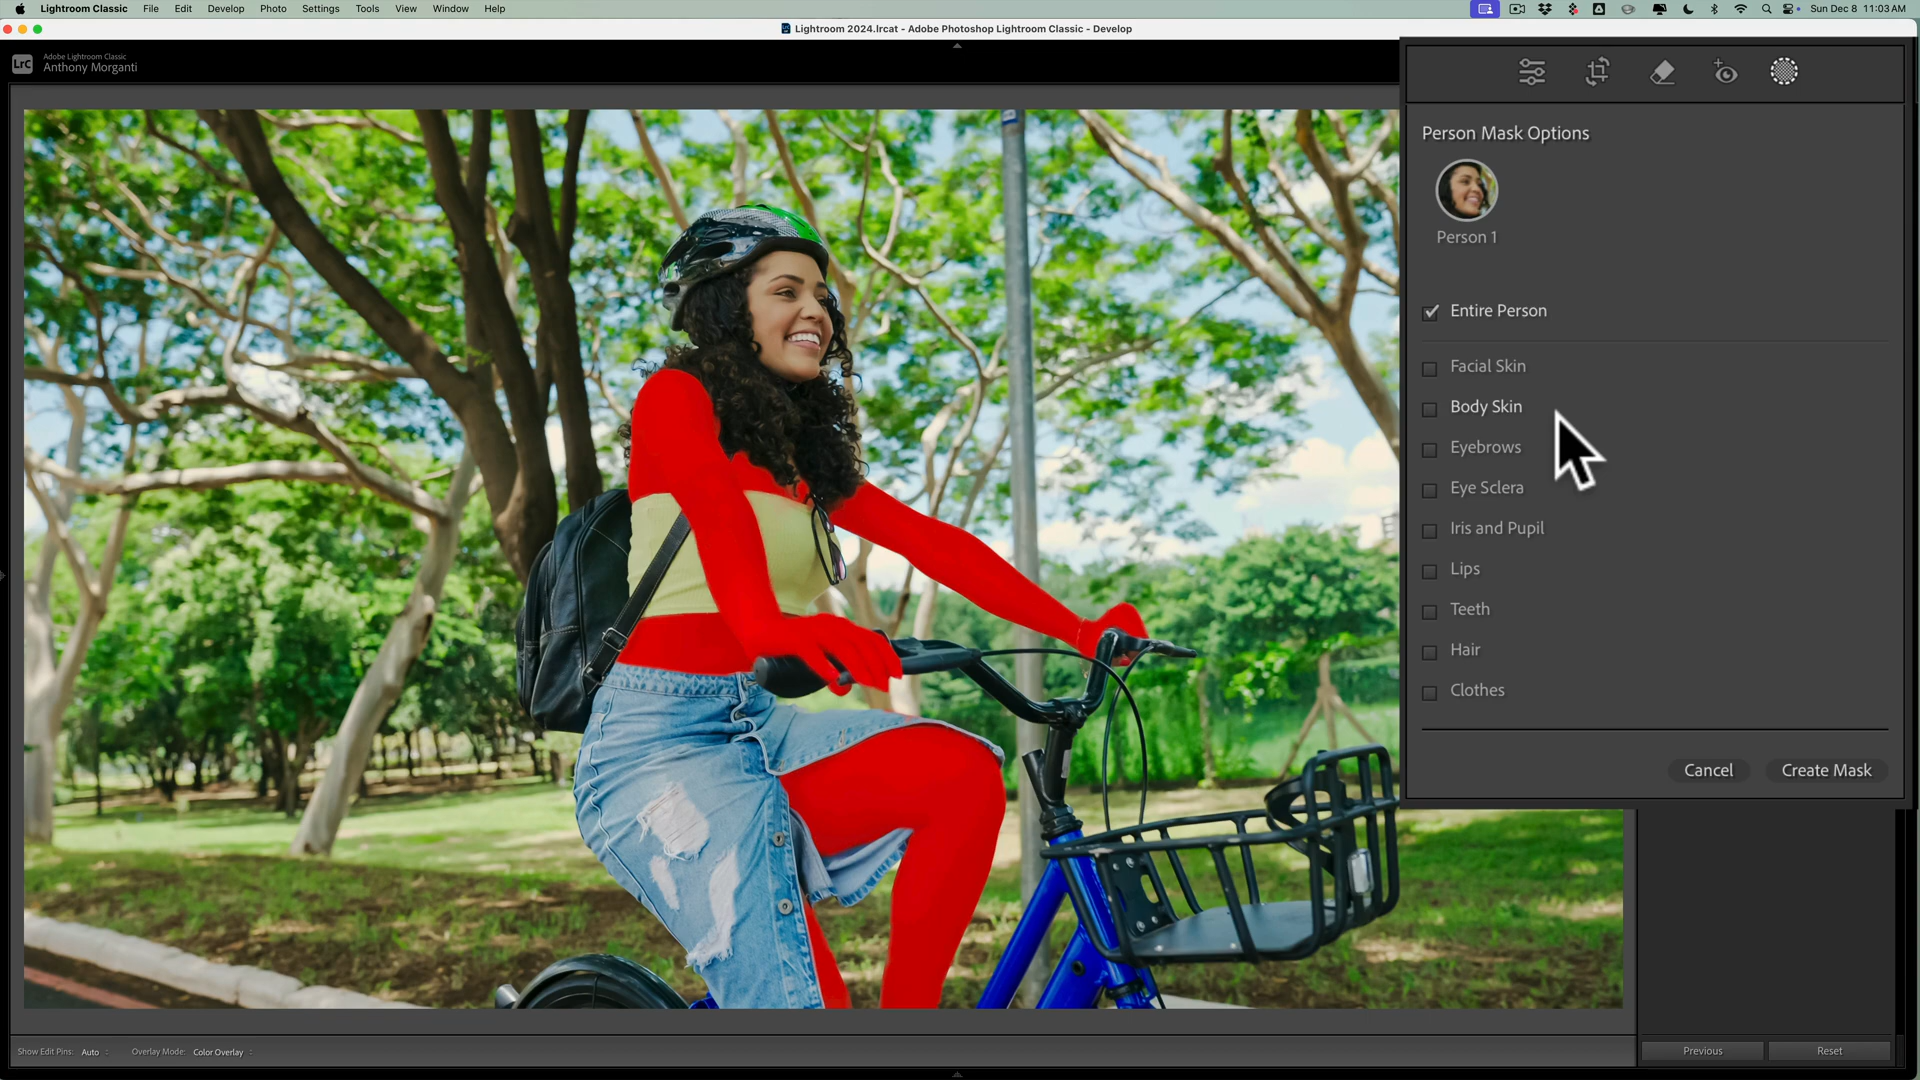 Lightroom Classic File Edit Develop Photo Settings Tools View Window Help Sun Dec 8 11:03 AM
Lightroom 2024.lrcat - Adobe Photoshop Lightroom Classic - Develop
LrC
Adobe Lightroom Classic
Anthony Morganti
Person Mask Options
Person 1
Entire Person
Facial Skin
Body Skin
Eyebrows
Eye Sclera
Iris and Pupil
Lips
Teeth
Hair
Clothes
Cancel Create Mask
Show Edit Pins: Auto Overlay Mode: Color Overlay
Previous Reset